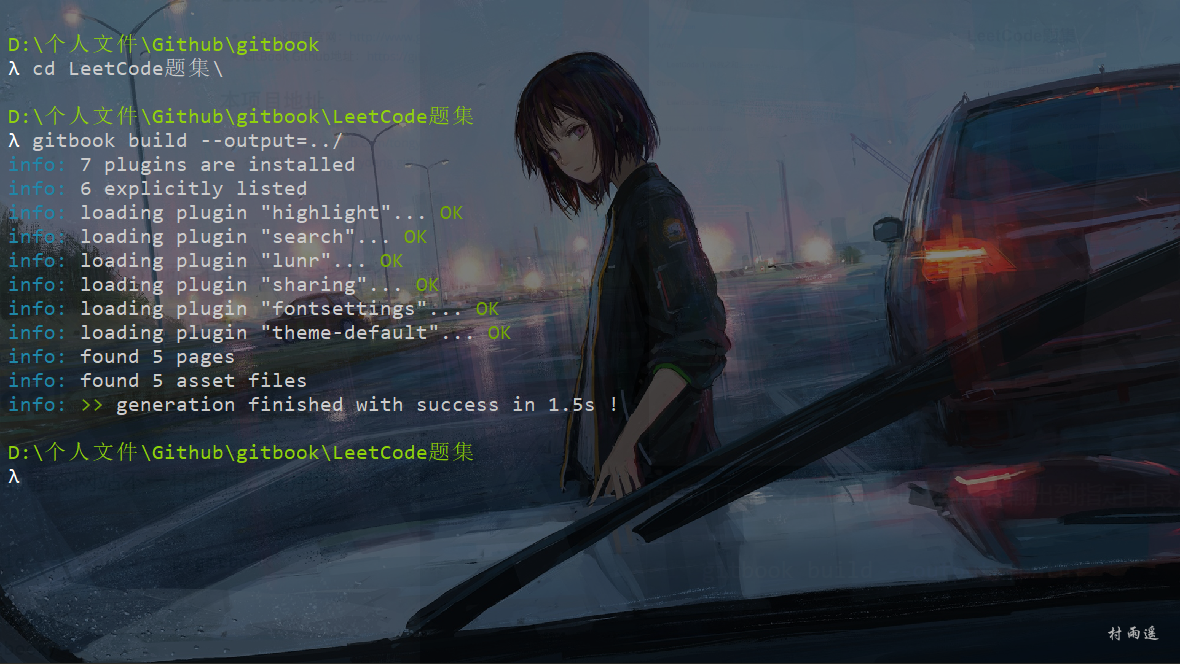 D:\个人文件\Github\gitbook
λ cd LeetCode题集\
D:\个人文件\Github\gitbook\LeetCode题集
λ gitbook build --output=../
info: 7 plugins are installed
info: 6 explicitly listed
info: loading plugin "highlight"... OK
info: loading plugin "search"... OK
info: loading plugin "lunr"... OK
info: loading plugin "sharing"... OK
info: loading plugin "fontsettings"... OK
info: loading plugin "theme-default"... OK
info: found 5 pages
info: found 5 asset files
info: >> generation finished with success in 1.5s !
D:\个人文件\Github\gitbook\LeetCode题集
λ
村雨遥